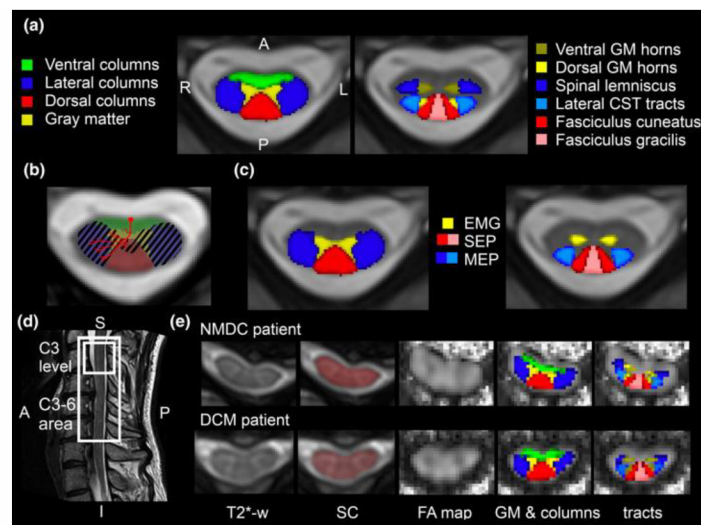 (a)
Ventral columns
Lateral columns
Dorsal columns
Gray matter
A
R
L
P
Ventral GM horns
Dorsal GM horns
Spinal lemniscus
Lateral CST tracts
Fasciculus cuneatus
Fasciculus gracilis
(b)
(c)
EMG
SEP
MEP
(d)
S
C3
level
A
C3-6
area
P
I
(e)
NMDC patient
DCM patient
T2*-w
SC
FA map
GM & columns
tracts